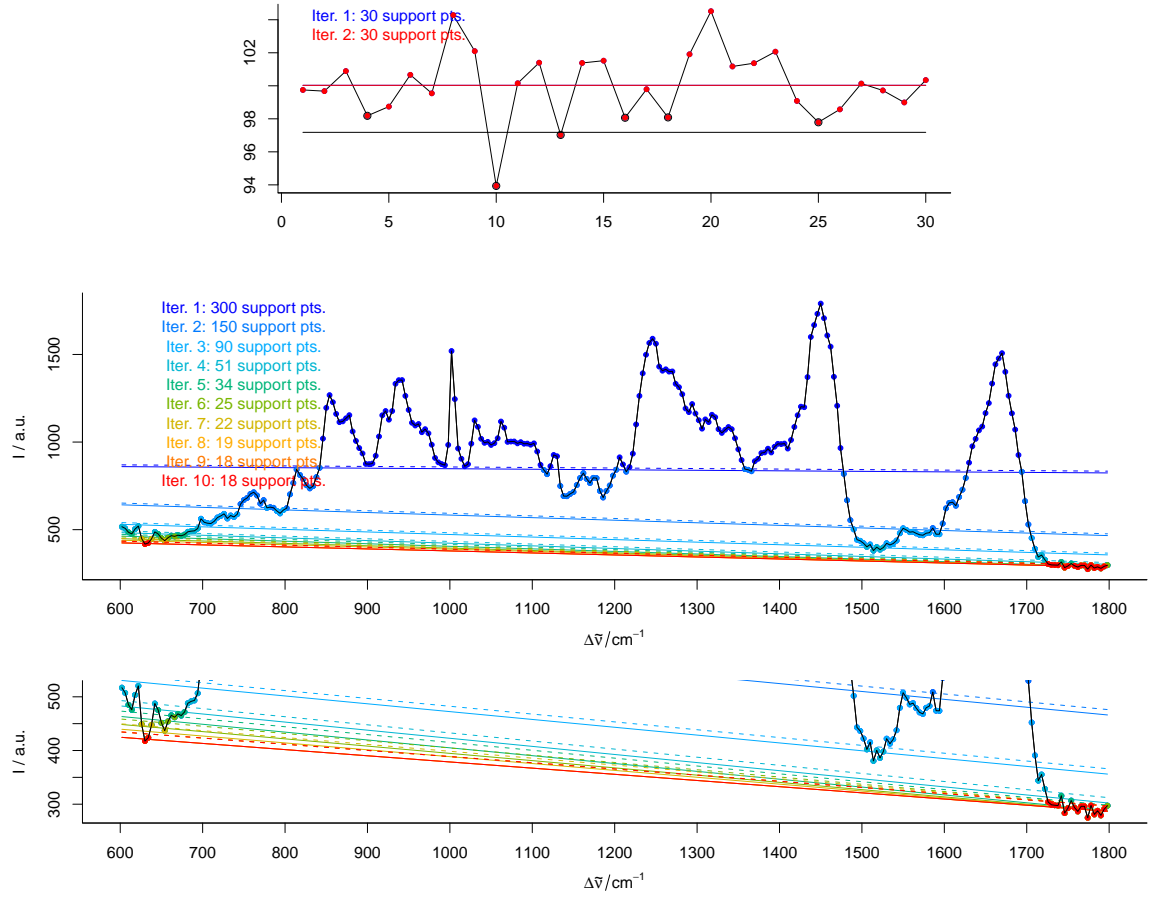 Iter. 1: 30 support pts.
Iter. 2: 30 support pts.
94 96 98 102
0 5 10 15 20 25 30
Iter. 1: 300 support pts.
Iter. 2: 150 support pts.
Iter. 3: 90 support pts.
Iter. 4: 51 support pts.
Iter. 5: 34 support pts.
Iter. 6: 25 support pts.
Iter. 7: 22 support pts.
Iter. 8: 19 support pts.
Iter. 9: 18 support pts.
Iter. 10: 18 support pts.
I / a.u.
500 1000 1500
600 700 800 900 1000 1100 1200 1300 1400 1500 1600 1700 1800
Δν̃/cm⁻¹
I / a.u.
300 400 500
600 700 800 900 1000 1100 1200 1300 1400 1500 1600 1700 1800
Δν̃/cm⁻¹